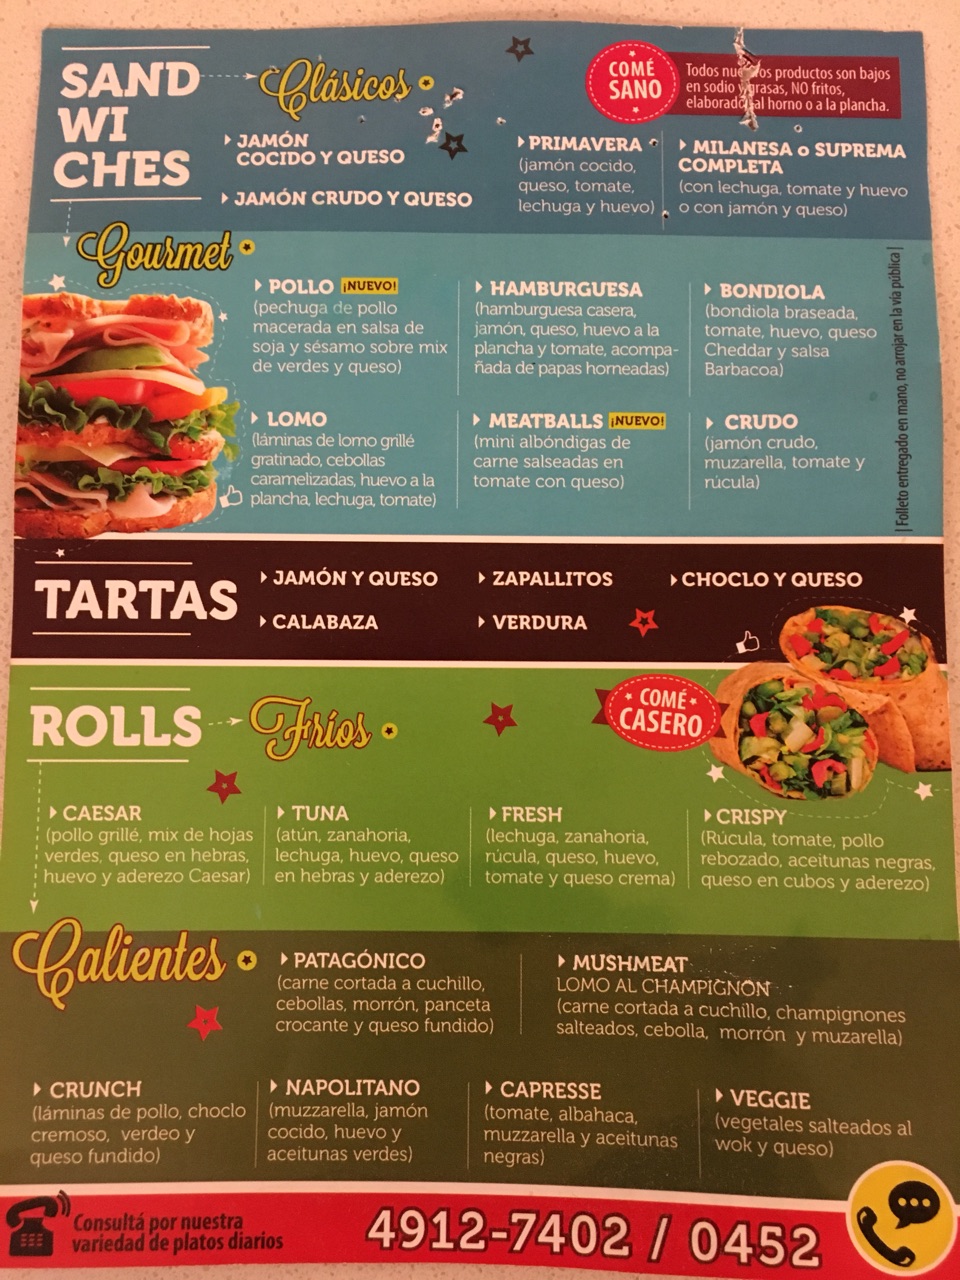 SAND
WI
CHES
Clásicos
COMÉ
SANO
Todos nuestros productos son bajos
en sodio y grasas, NO fritos,
elaborados al horno o a la plancha.
JAMÓN
COCIDO Y QUESO
JAMÓN CRUDO Y QUESO
PRIMAVERA
(jamón cocido,
queso, tomate,
lechuga y huevo)
MILANESA o SUPREMA
COMPLETA
(con lechuga, tomate y huevo
o con jamón y queso)
Gourmet
POLLO ¡NUEVO!
(pechuga de pollo
macerada en salsa de
soja y sésamo sobre mix
de verdes y queso)
HAMBURGUESA
(hamburguesa casera,
jamón, queso, huevo a la
plancha y tomate, acompa-
ñada de papas horneadas)
BONDIOLA
(bondiola braseada,
tomate, huevo, queso
Cheddar y salsa
Barbacoa)
LOMO
(láminas de lomo grillé
gratinado, cebollas
caramelizadas, huevo a la
plancha, lechuga, tomate)
MEATBALLS ¡NUEVO!
(mini albóndigas de
carne salseadas en
tomate con queso)
CRUDO
(jamón crudo,
muzarella, tomate y
rúcula)
| Folleto entregado en mano, no arrojar en la vía pública |
TARTAS
JAMÓN Y QUESO
ZAPALLITOS
CHOCLO Y QUESO
CALABAZA
VERDURA
ROLLS
Fríos
COMÉ
CASERO
CAESAR
(pollo grillé, mix de hojas
verdes, queso en hebras,
huevo y aderezo Caesar)
TUNA
(atún, zanahoria,
lechuga, huevo, queso
en hebras y aderezo)
FRESH
(lechuga, zanahoria,
rúcula, queso, huevo,
tomate y queso crema)
CRISPY
(Rúcula, tomate, pollo
rebozado, aceitunas negras,
queso en cubos y aderezo)
Calientes
PATAGÓNICO
(carne cortada a cuchillo,
cebollas, morrón, panceta
crocante y queso fundido)
MUSHMEAT
LOMO AL CHAMPIGNON
(carne cortada a cuchillo, champignones
salteados, cebolla, morrón y muzarella)
CRUNCH
(láminas de pollo, choclo
cremoso, verdeo y
queso fundido)
NAPOLITANO
(muzzarella, jamón
cocido, huevo y
aceitunas verdes)
CAPRESSE
(tomate, albahaca,
muzzarella y aceitunas
negras)
VEGGIE
(vegetales salteados al
wok y queso)
Consultá por nuestra
variedad de platos diarios
4912-7402 / 0452